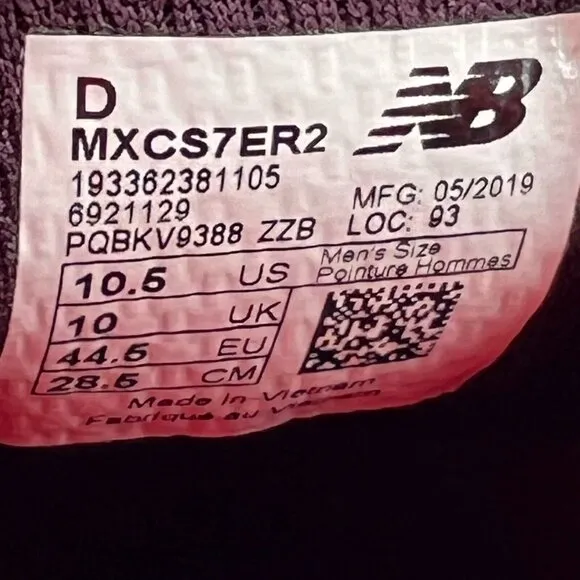 D
NB
MXCS7ER2
193362381105
6921129
MFG: 05/2019
PQBKV9388 ZZB LOC: 93
10.5 US Men's Size
Pointure Hommes
10 UK
44.5 EU
28.5 CM
Made in Vietnam
Fabriqué au Vietnam